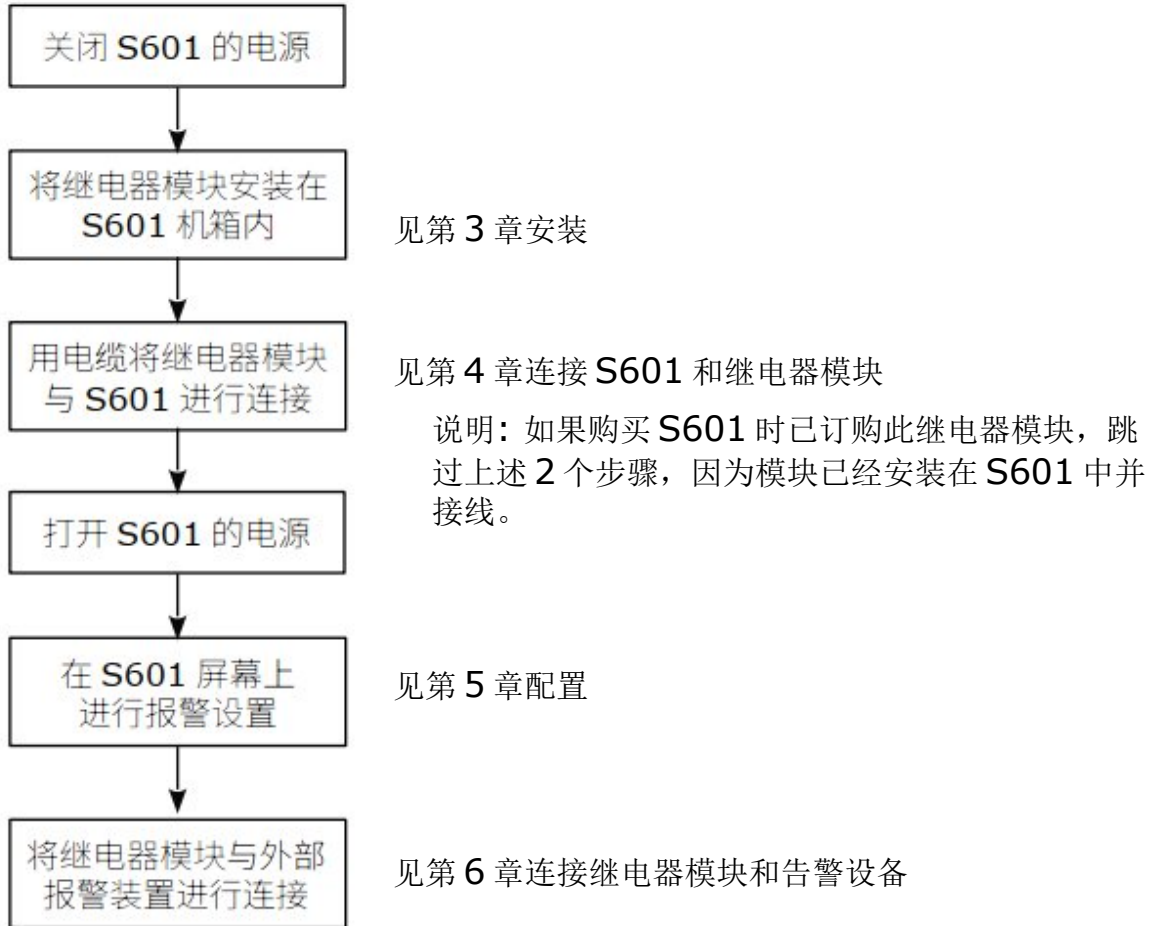 关闭 S601 的电源
将继电器模块安装在
S601 机箱内
见第 3 章安装
用电缆将继电器模块
与 S601 进行连接
见第 4 章连接 S601 和继电器模块
说明: 如果购买 S601 时已订购此继电器模块，跳
过上述 2 个步骤，因为模块已经安装在 S601 中并
接线。
打开 S601 的电源
在 S601 屏幕上
进行报警设置
见第 5 章配置
将继电器模块与外部
报警装置进行连接
见第 6 章连接继电器模块和告警设备